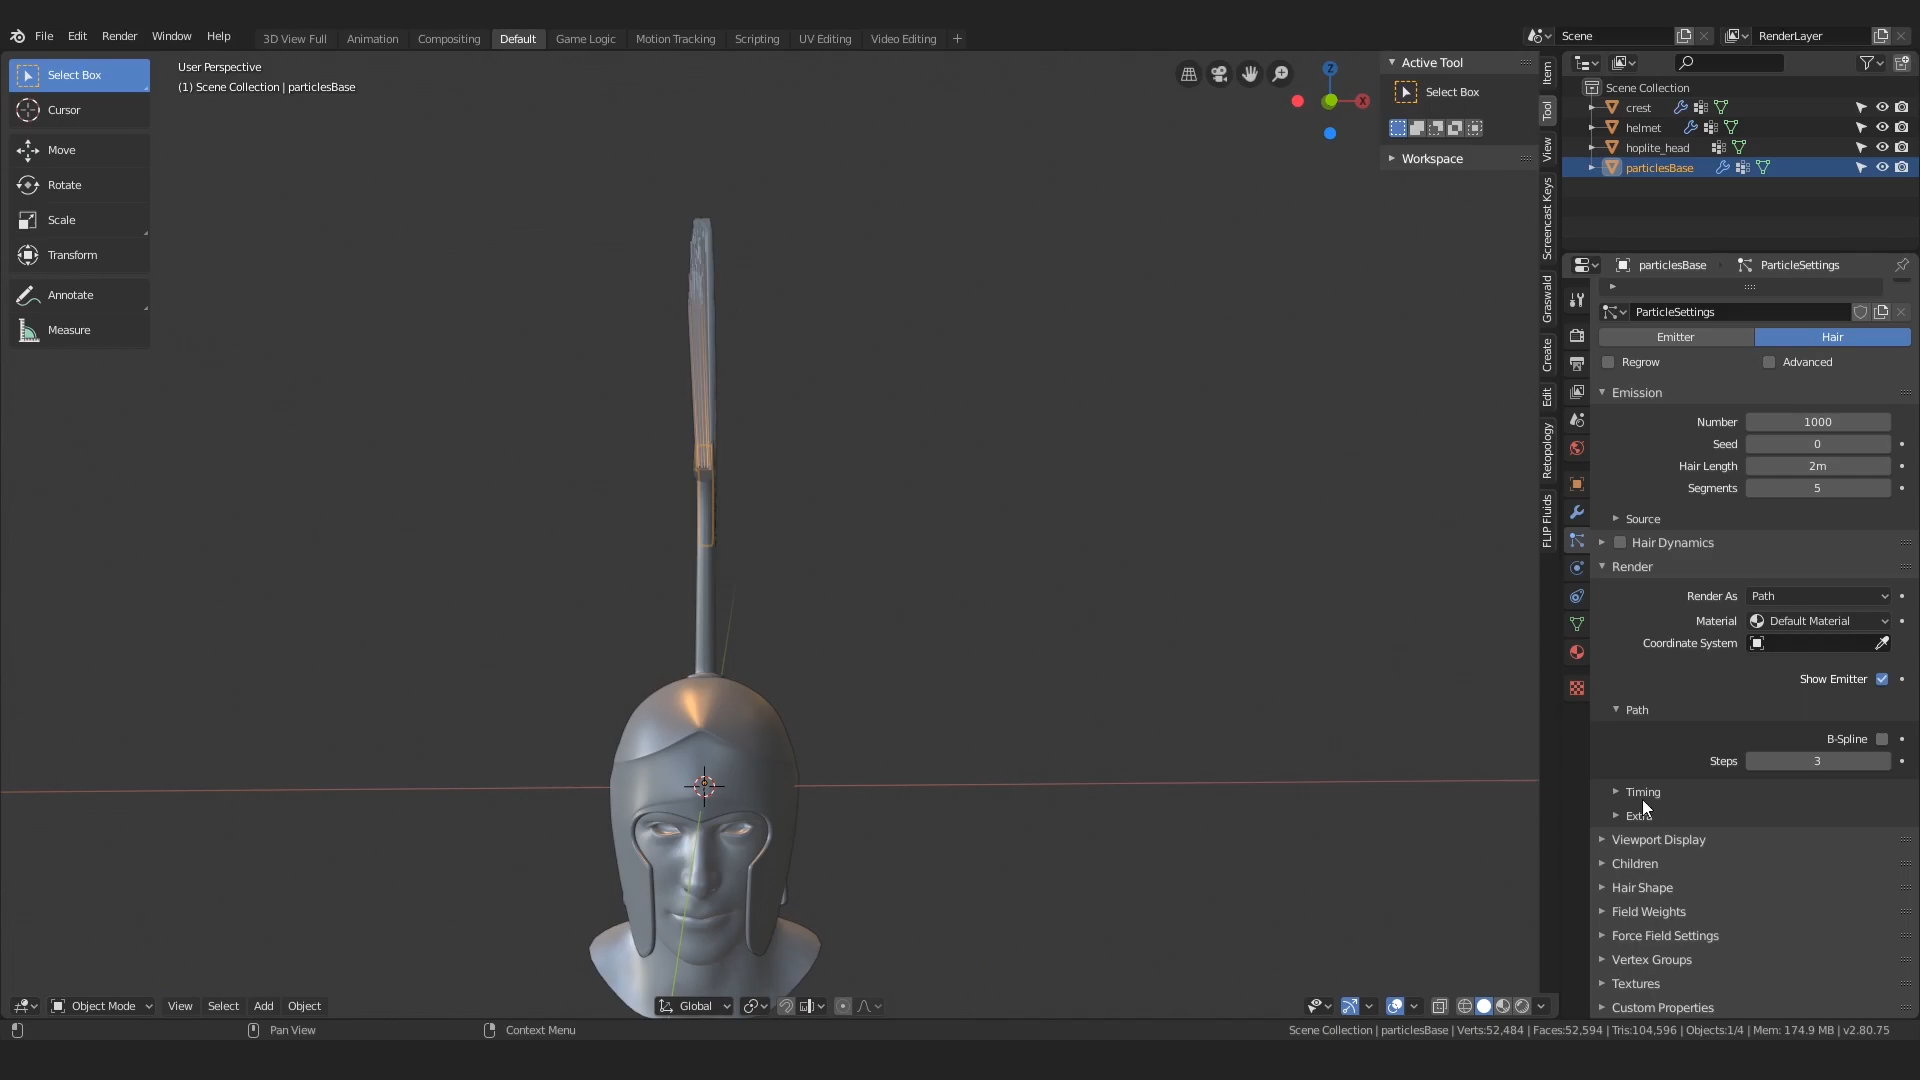 File Edit Render Window Help 3D View Full Animation Compositing Default Game Logic Motion Tracking Scripting UV Editing Video Editing + Scene RenderLayer
Select Box
Cursor
Move
Rotate
Scale
Transform
Annotate
Measure
User Perspective
(1) Scene Collection | particlesBase
Z
X
Active Tool
Select Box
Workspace
Item
Tool
View
Screencast Keys
Graswald
Create
Edit
Retopology
FLIP Fluids
Scene Collection
crest
helmet
hoplite_head
particlesBase
particlesBase ParticleSettings
ParticleSettings
Emitter Hair
Regrow Advanced
Emission
Number 1000
Seed 0
Hair Length 2m
Segments 5
Source
Hair Dynamics
Render
Render As Path
Material Default Material
Coordinate System
Show Emitter
Path
B-Spline
Steps 3
Timing
Extra
Viewport Display
Children
Hair Shape
Field Weights
Force Field Settings
Vertex Groups
Textures
Custom Properties
Object Mode View Select Add Object Global
Pan View Context Menu Scene Collection | particlesBase | Verts:52,484 | Faces:52,594 | Tris:104,596 | Objects:1/4 | Mem: 174.9 MB | v2.80.75